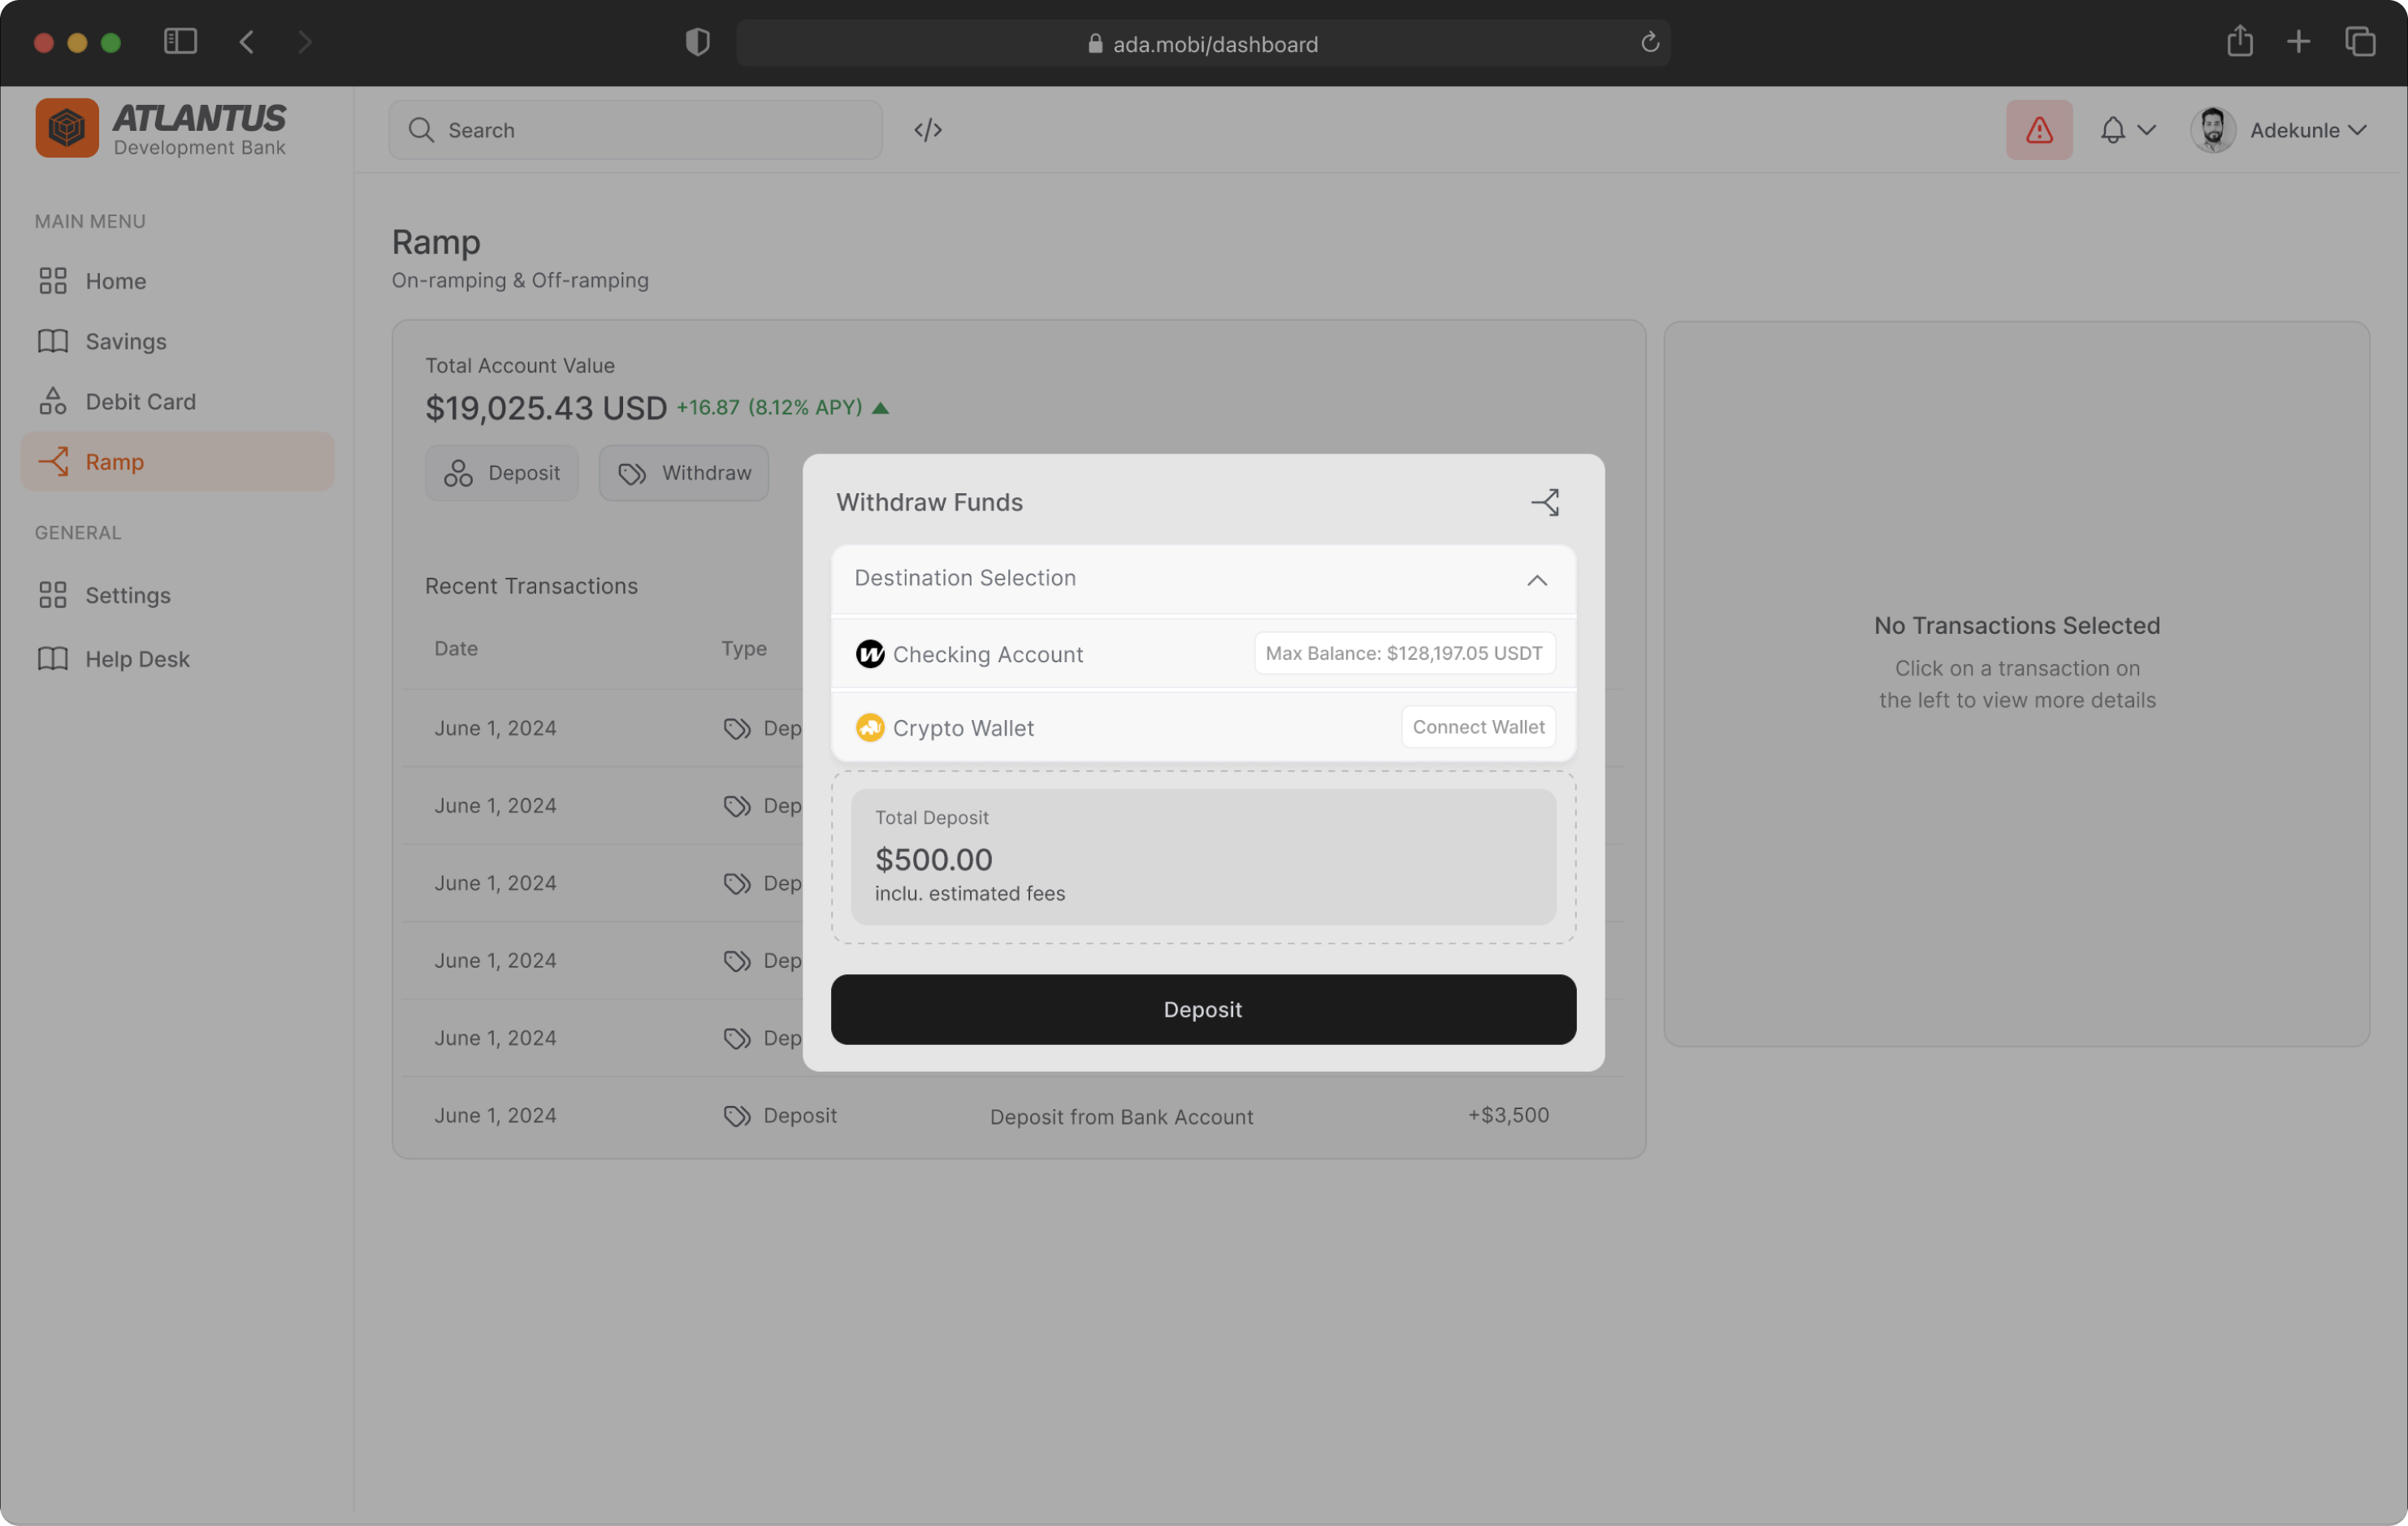 ada.mobi/dashboard
ATLANTUS
Development Bank
Search
Adekunle
MAIN MENU
Home
Savings
Debit Card
Ramp
GENERAL
Settings
Help Desk
Ramp
On-ramping & Off-ramping
Total Account Value
$19,025.43 USD +16.87 (8.12% APY)
Deposit
Withdraw
Recent Transactions
Date
Type
June 1, 2024 Dep
June 1, 2024 Dep
June 1, 2024 Dep
June 1, 2024 Dep
June 1, 2024 Dep
June 1, 2024 Deposit Deposit from Bank Account +$3,500
Withdraw Funds
Destination Selection
Checking Account Max Balance: $128,197.05 USDT
Crypto Wallet Connect Wallet
Total Deposit
$500.00
inclu. estimated fees
Deposit
No Transactions Selected
Click on a transaction on
the left to view more details